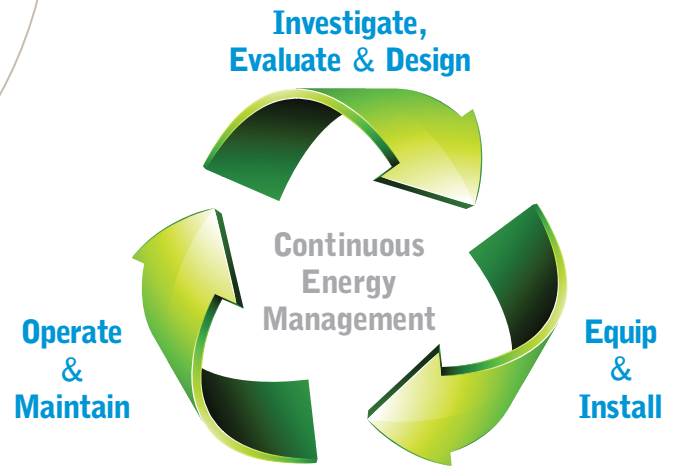 Investigate,
Evaluate & Design
Continuous
Energy
Management
Equip
&
Install
Operate
&
Maintain